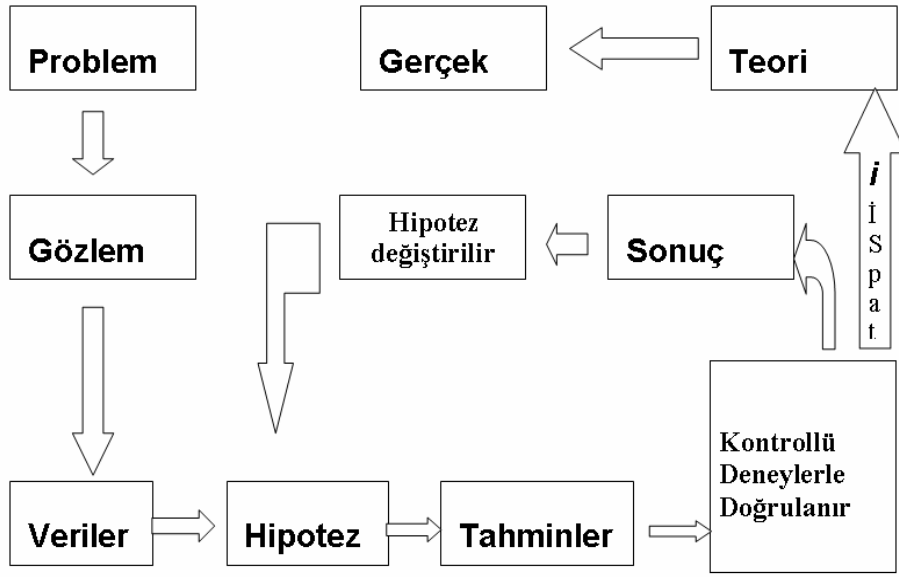 Problem
Gerçek
Teori
Gözlem
Hipotez
değiştirilir
Sonuç
i
İ
S
p
a
t
Kontrollü
Deneylerle
Doğrulanır
Veriler
Hipotez
Tahminler